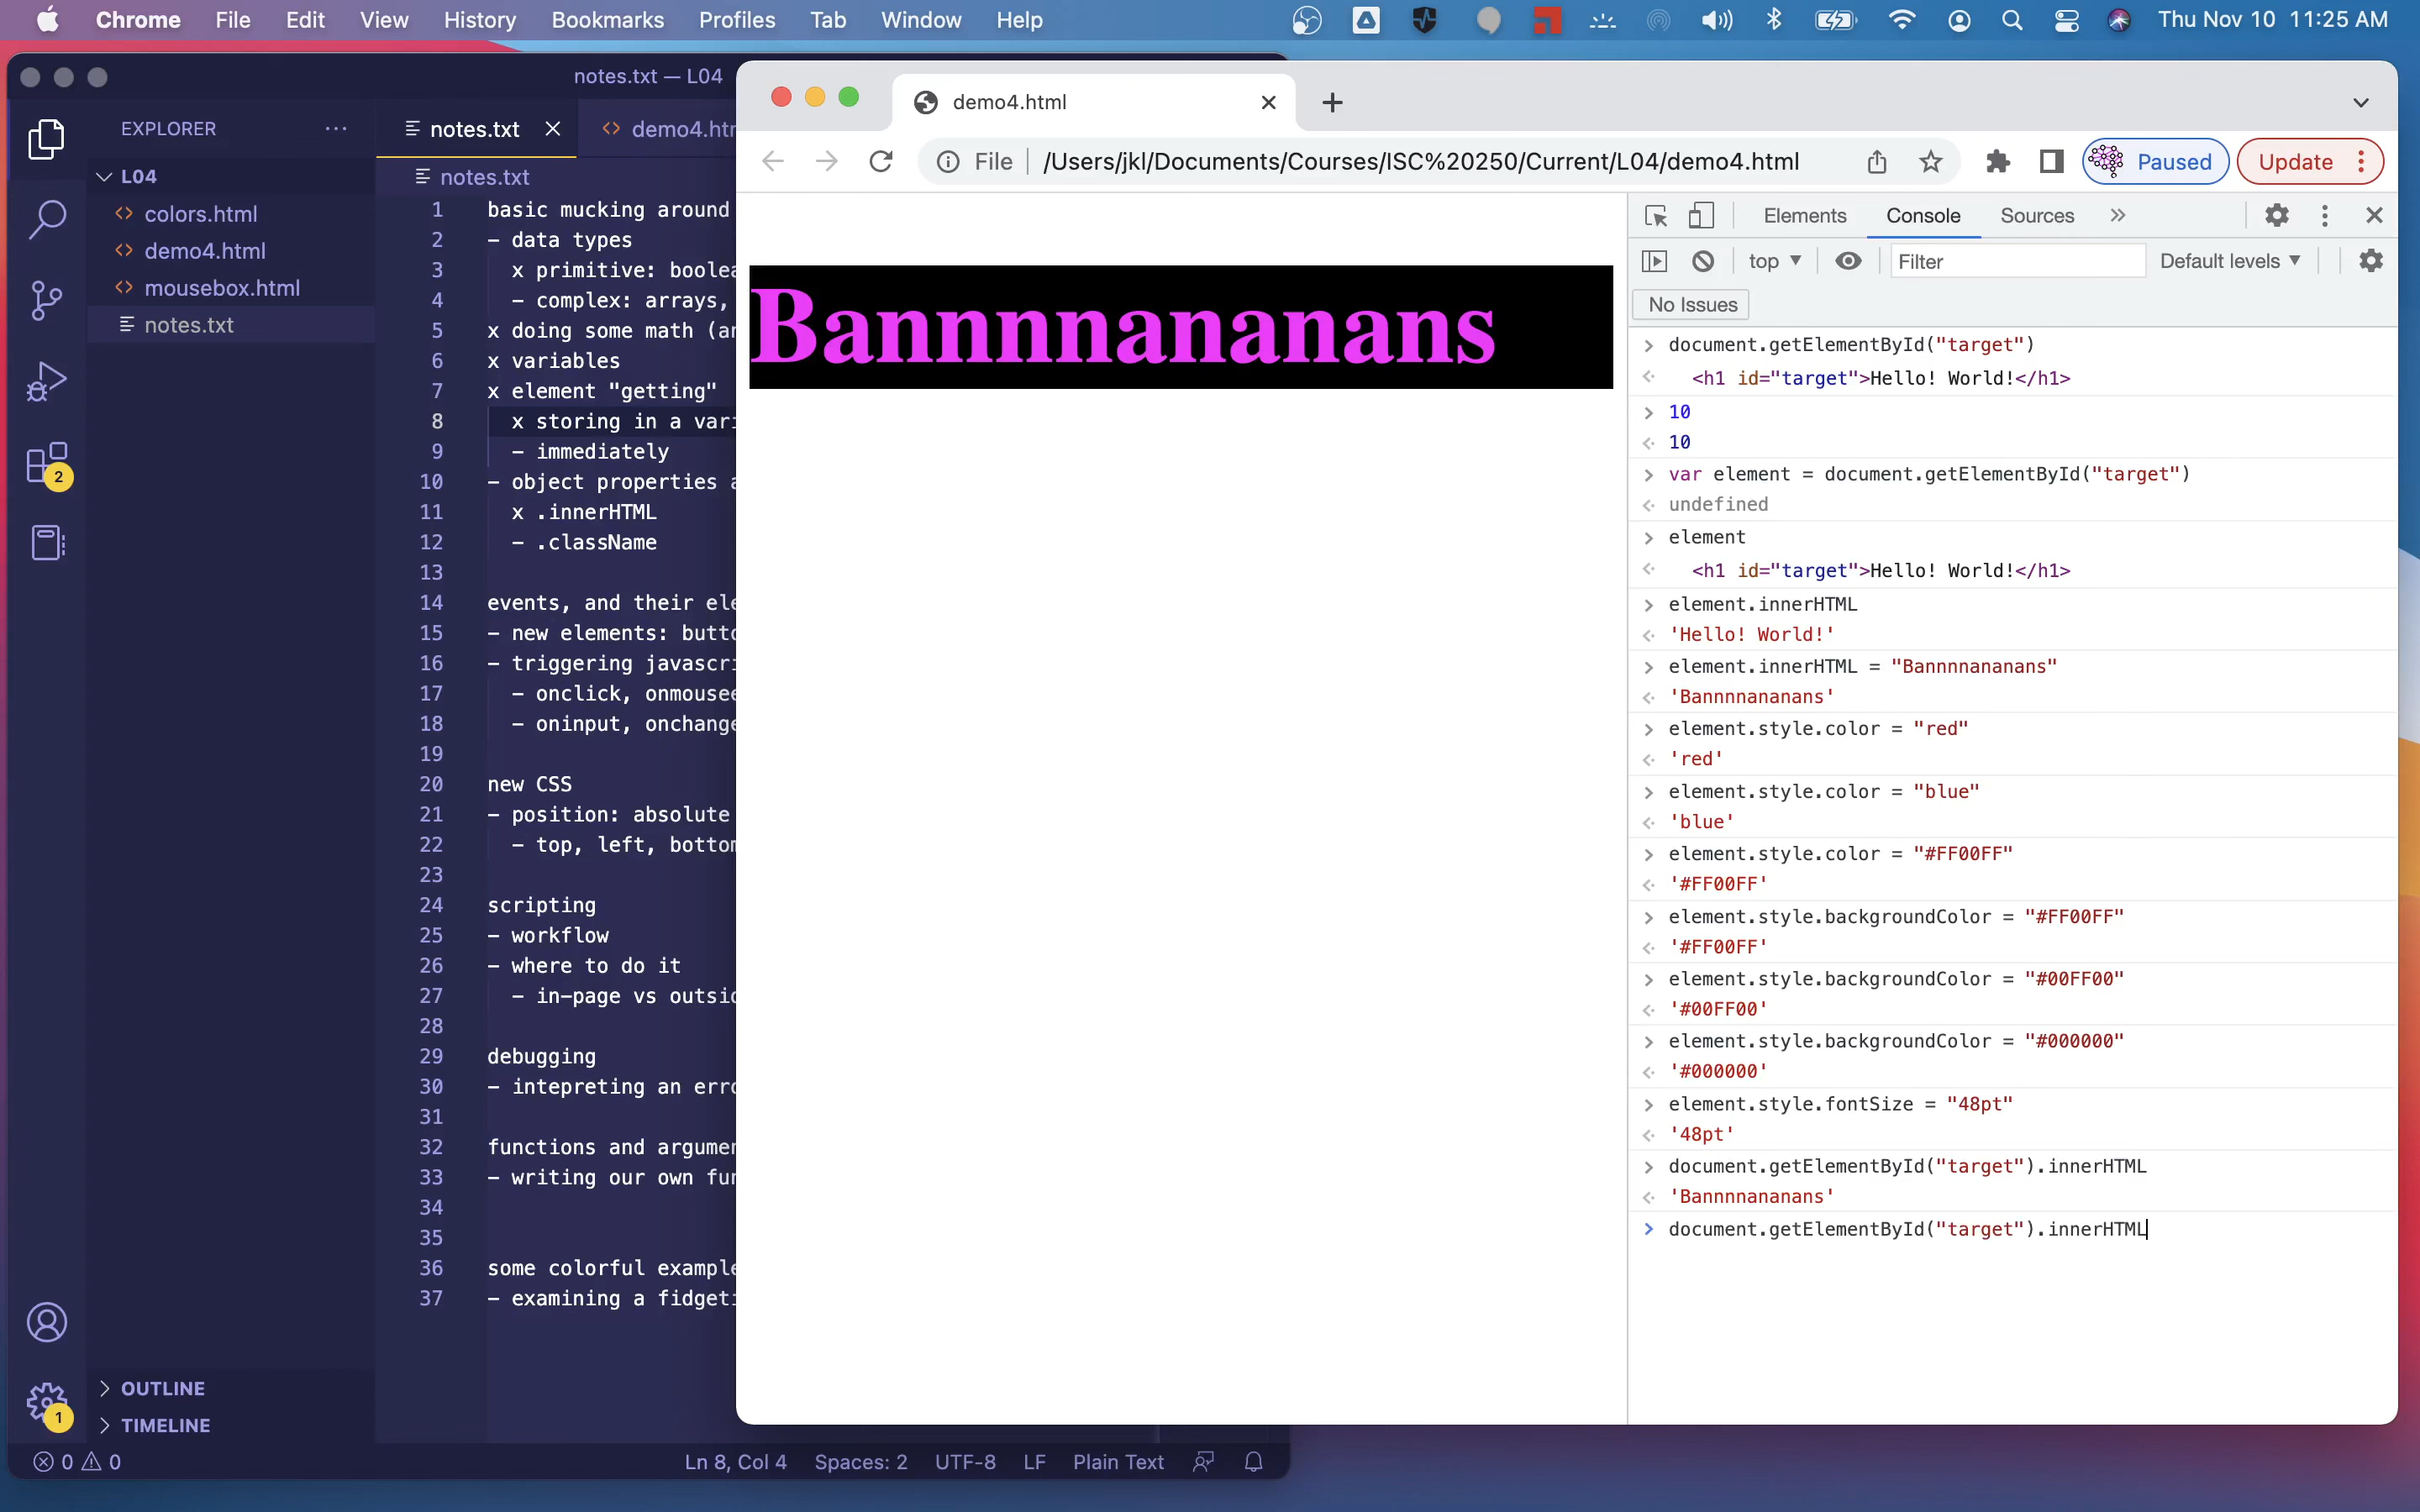 Chrome File Edit View History Bookmarks Profiles Tab Window Help Thu Nov 10 11:25 AM
notes.txt — L04
EXPLORER
L04
colors.html
demo4.html
mousebox.html
notes.txt
OUTLINE
TIMELINE
2
1
notes.txt demo4.htm
notes.txt
1 basic mucking around
2 - data types
3 x primitive: boolea
4 - complex: arrays,
5 x doing some math (ar
6 x variables
7 x element "getting"
8 x storing in a vari
9 - immediately
10 - object properties a
11 x .innerHTML
12 - .className
13
14 events, and their ele
15 - new elements: butto
16 - triggering javascri
17 - onclick, onmousee
18 - oninput, onchange
19
20 new CSS
21 - position: absolute
22 - top, left, bottom
23
24 scripting
25 - workflow
26 - where to do it
27 - in-page vs outsid
28
29 debugging
30 - intepreting an erro
31
32 functions and argumen
33 - writing our own fun
34
35
36 some colorful example
37 - examining a fidgeti
0 0 Ln 8, Col 4 Spaces: 2 UTF-8 LF Plain Text
demo4.html
File /Users/jkl/Documents/Courses/ISC%20250/Current/L04/demo4.html Paused Update
Bannnnananans
Elements Console Sources
top Filter Default levels
No Issues
document.getElementById("target")
<h1 id="target">Hello! World!</h1>
10
10
var element = document.getElementById("target")
undefined
element
<h1 id="target">Hello! World!</h1>
element.innerHTML
'Hello! World!'
element.innerHTML = "Bannnnananans"
'Bannnnananans'
element.style.color = "red"
'red'
element.style.color = "blue"
'blue'
element.style.color = "#FF00FF"
'#FF00FF'
element.style.backgroundColor = "#FF00FF"
'#FF00FF'
element.style.backgroundColor = "#00FF00"
'#00FF00'
element.style.backgroundColor = "#000000"
'#000000'
element.style.fontSize = "48pt"
'48pt'
document.getElementById("target").innerHTML
'Bannnnananans'
document.getElementById("target").innerHTML